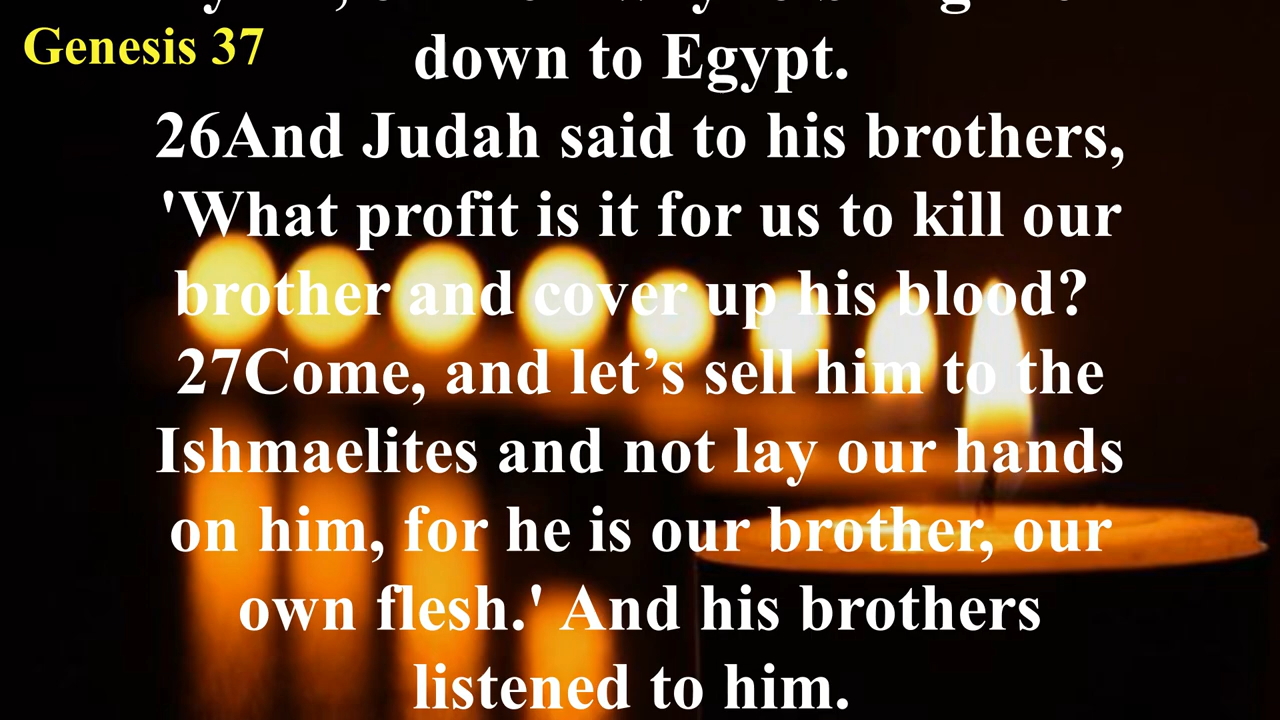 Genesis 37
down to Egypt.
26And Judah said to his brothers,
'What profit is it for us to kill our
brother and cover up his blood?
27Come, and let’s sell him to the
Ishmaelites and not lay our hands
on him, for he is our brother, our
own flesh.' And his brothers
listened to him.